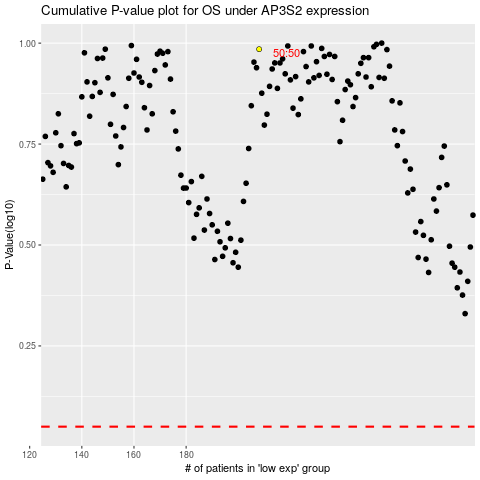 Cumulative P-value plot for OS under AP3S2 expression
P-Value(log10)
1.00
0.75
0.50
0.25
50:50
120 140 160 180
# of patients in 'low exp' group